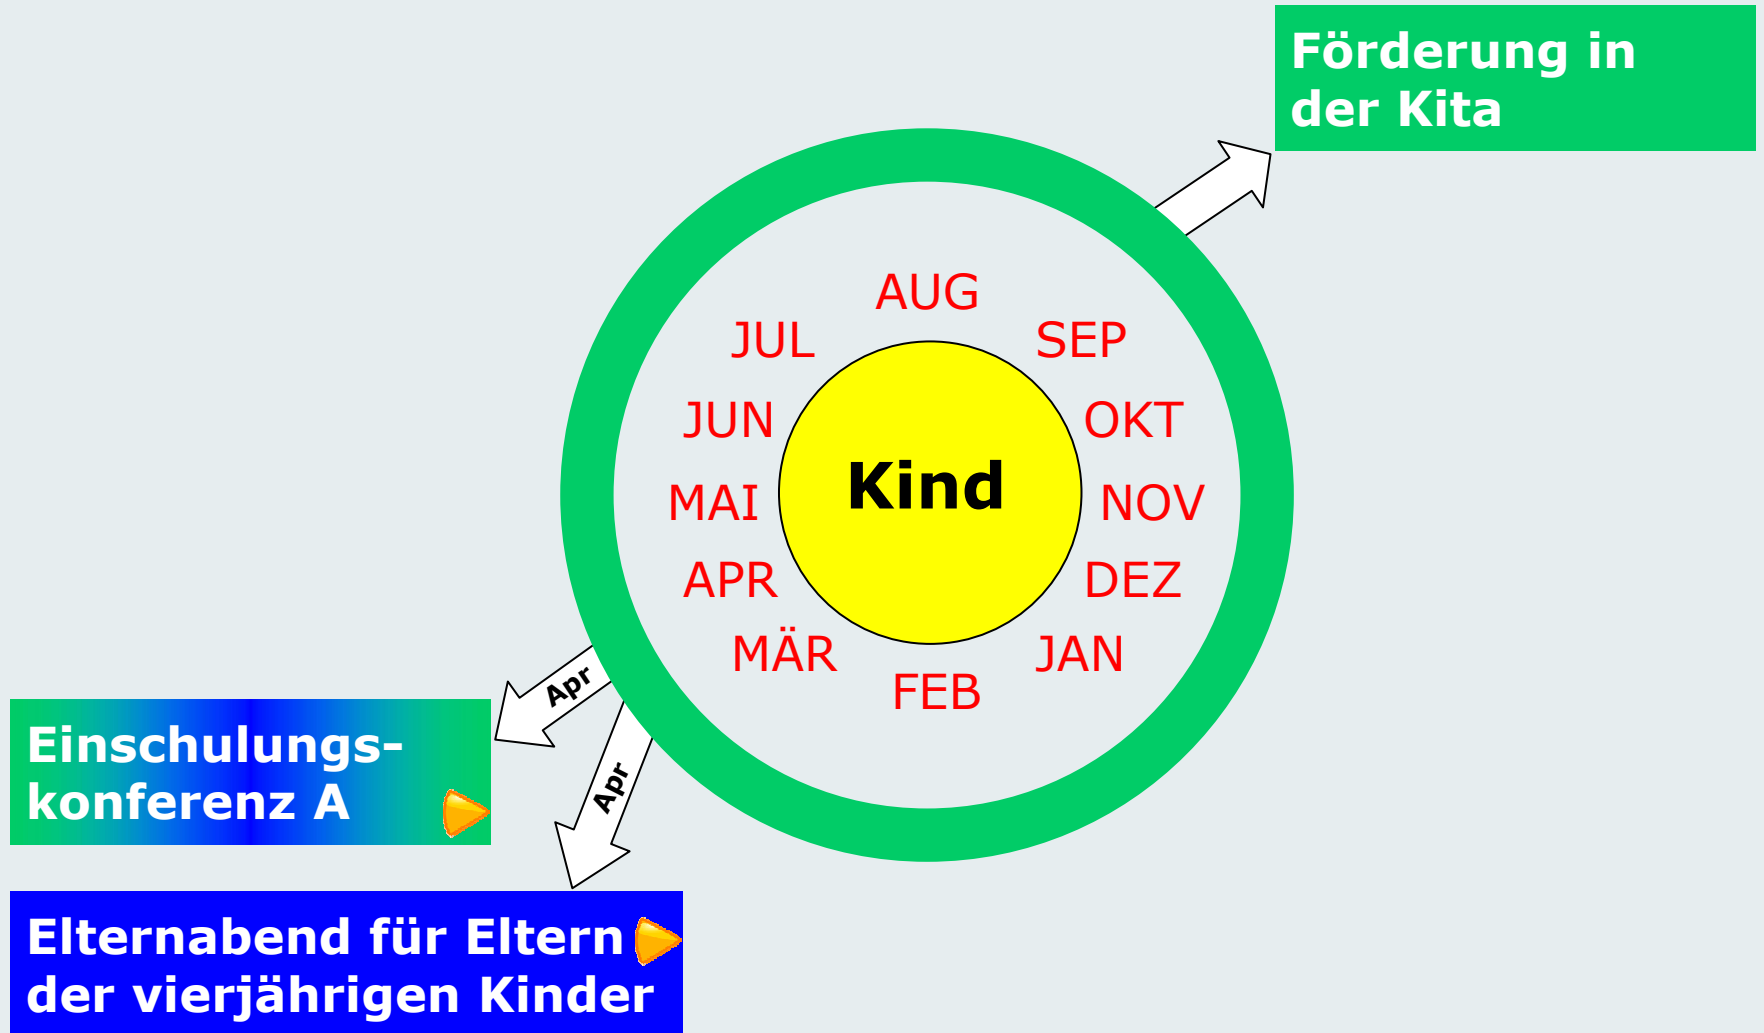 Förderung in
der Kita
AUG
SEP
OKT
NOV
DEZ
JAN
FEB
MÄR
APR
MAI
JUN
JUL
Kind
Apr
Einschulungs–
konferenz A
Apr
Elternabend für Eltern
der vierjährigen Kinder